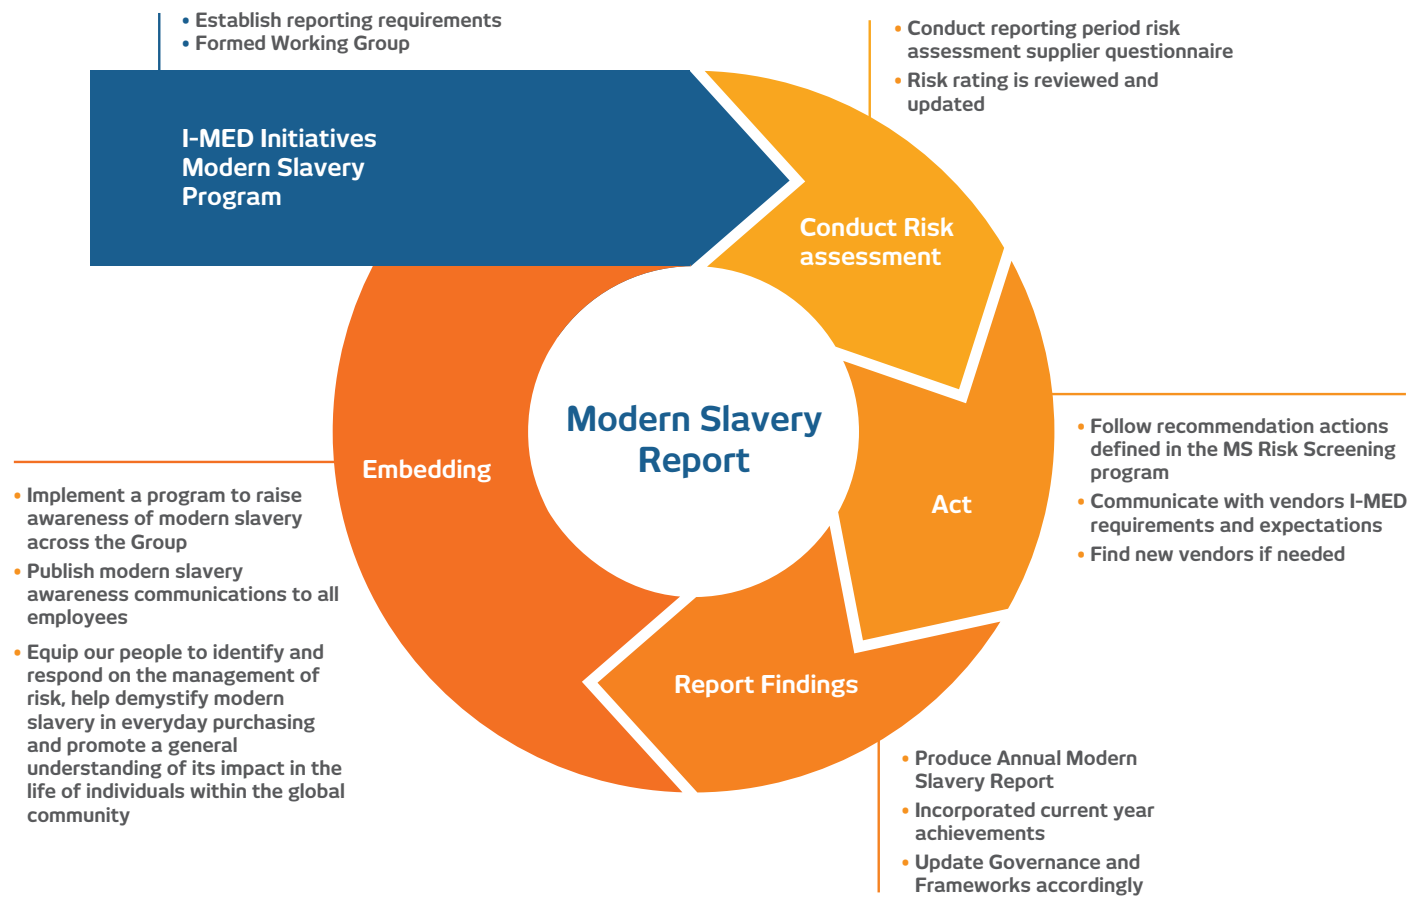 • Establish reporting requirements
• Formed Working Group
I-MED Initiatives
Modern Slavery
Program
• Conduct reporting period risk
assessment supplier questionnaire
• Risk rating is reviewed and
updated
Conduct Risk
assessment
• Follow recommendation actions
defined in the MS Risk Screening
program
• Communicate with vendors I-MED
requirements and expectations
• Find new vendors if needed
Act
Modern Slavery
Report
Report Findings
• Produce Annual Modern
Slavery Report
• Incorporated current year
achievements
• Update Governance and
Frameworks accordingly
Embedding
• Implement a program to raise
awareness of modern slavery
across the Group
• Publish modern slavery
awareness communications to all
employees
• Equip our people to identify and
respond on the management of
risk, help demystify modern
slavery in everyday purchasing
and promote a general
understanding of its impact in the
life of individuals within the global
community